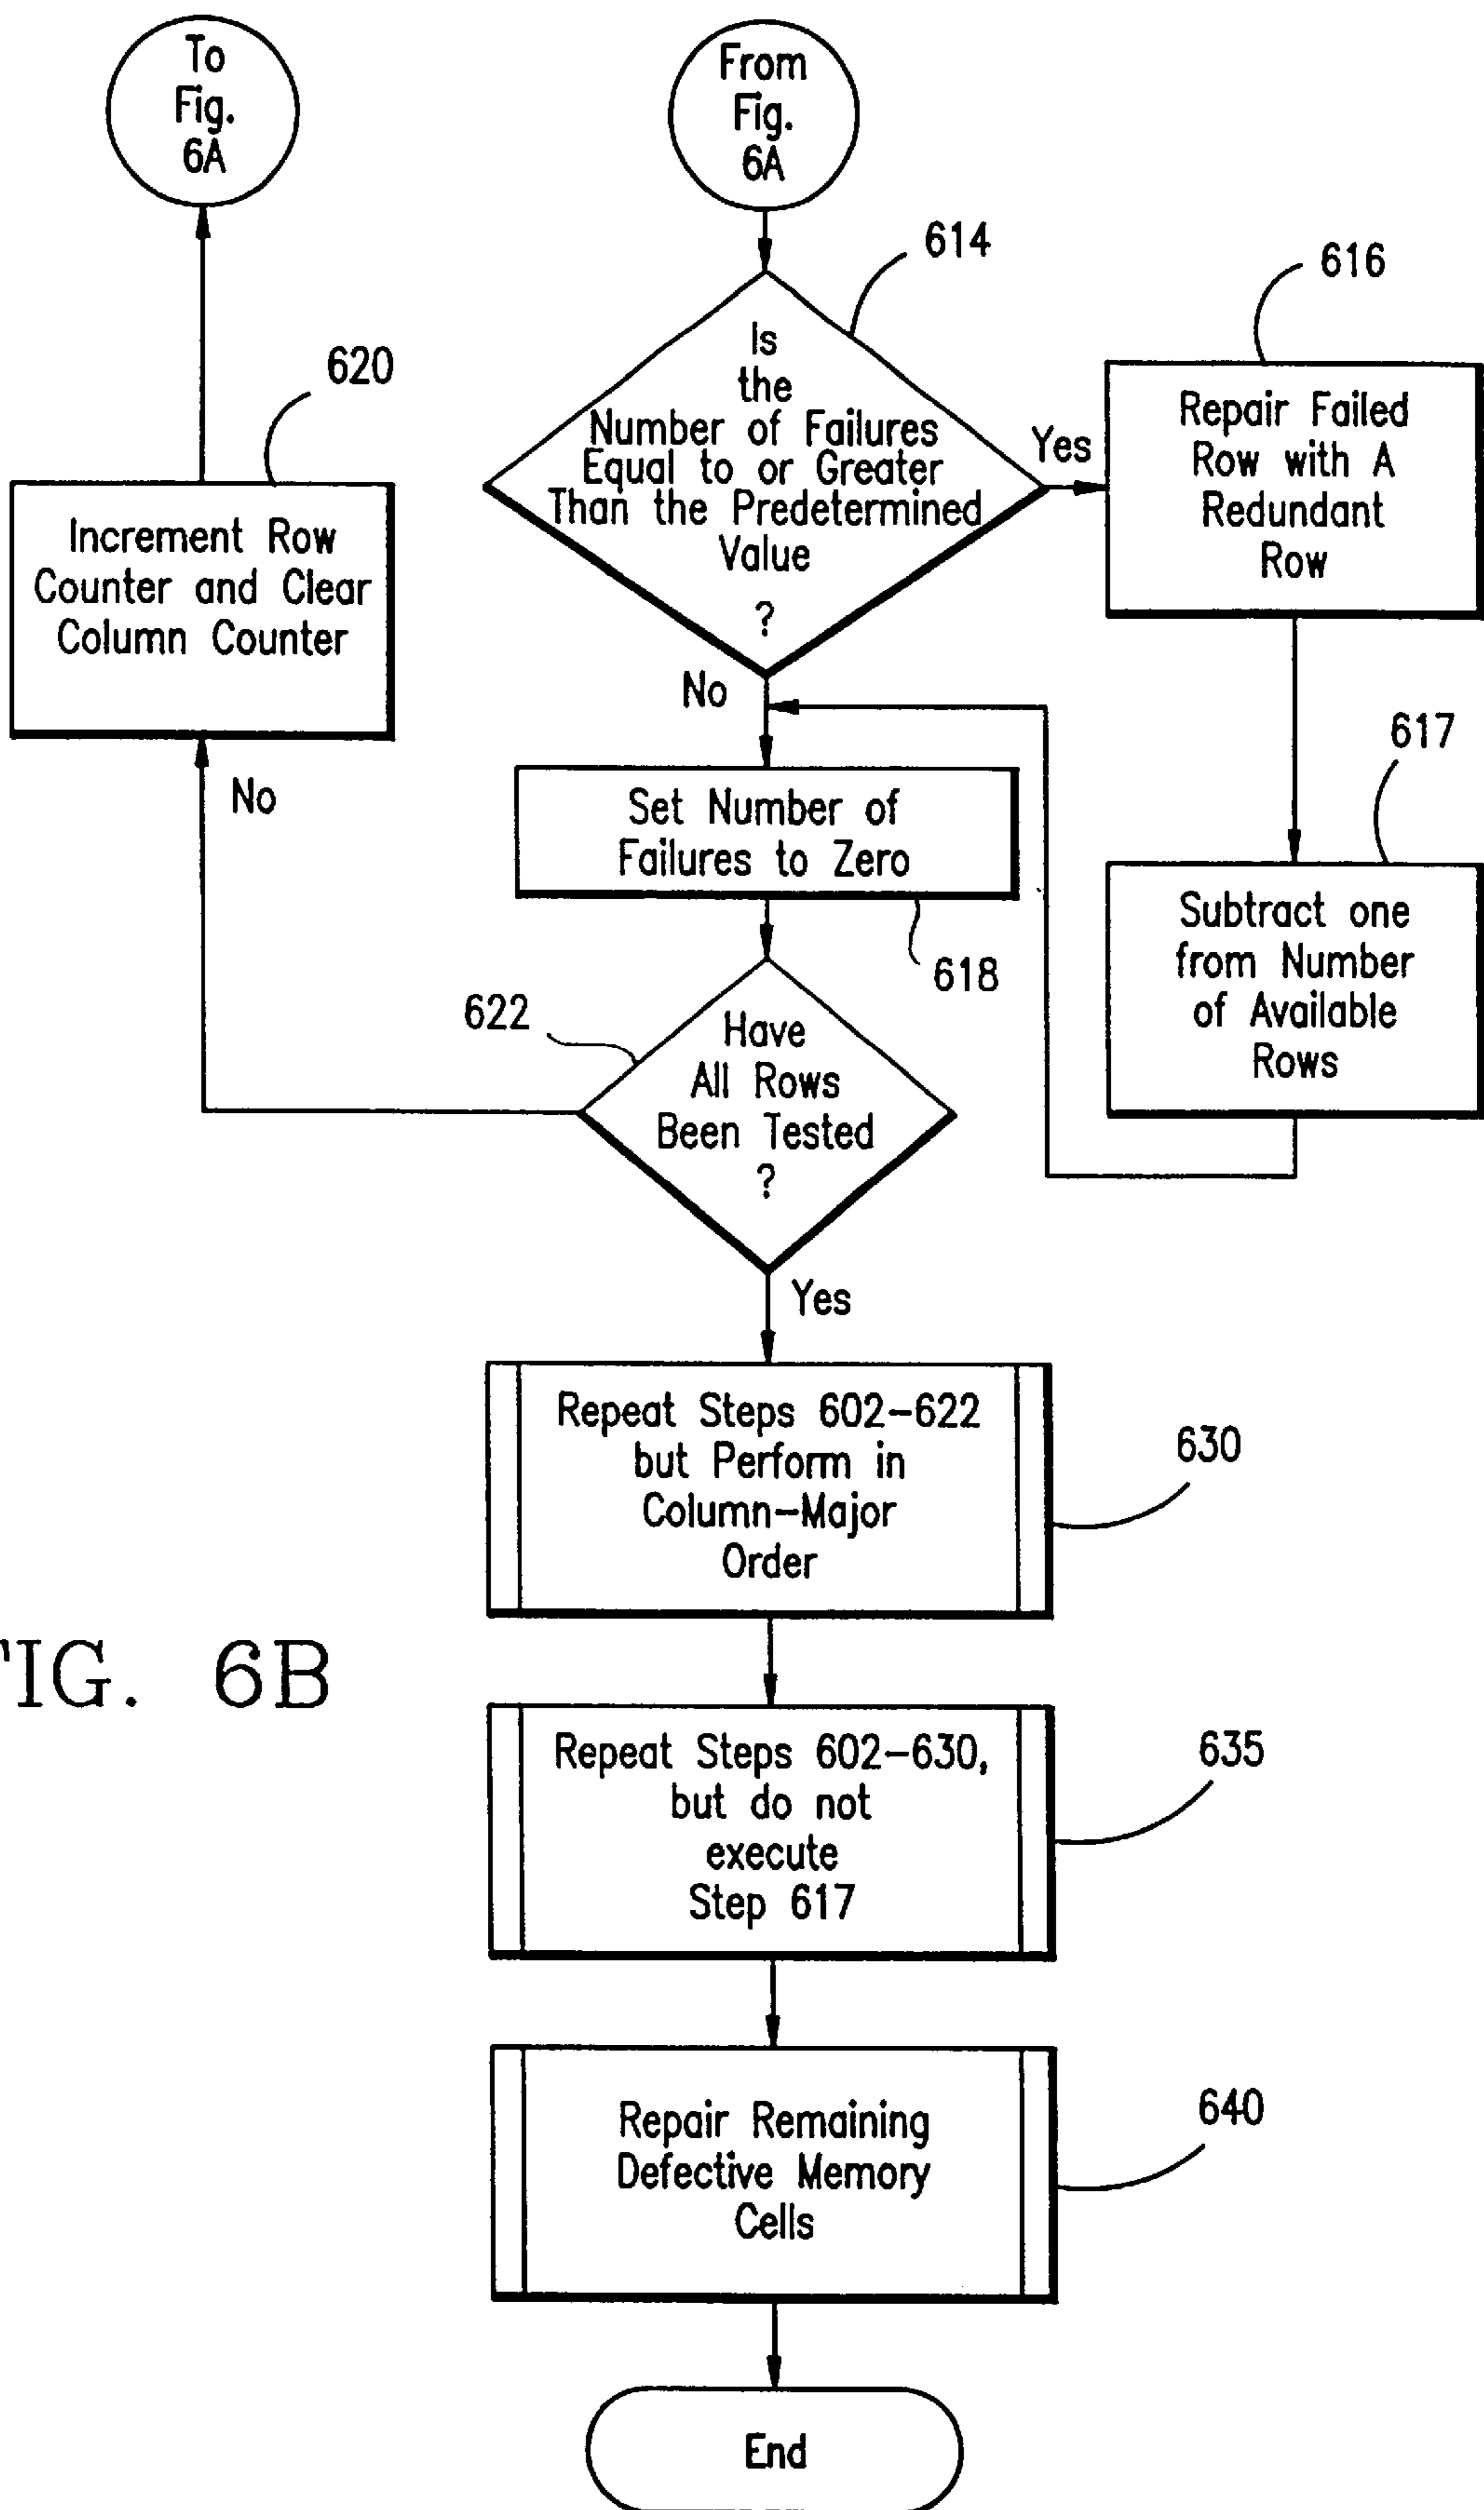 To
Fig.
6A
From
Fig.
6A
614
Is
the
Number of Failures
Equal to or Greater
Than the Predetermined
Value
?
Yes
616
Repair Failed
Row with A
Redundant
Row
620
Increment Row
Counter and Clear
Column Counter
No
No
617
Set Number of
Failures to Zero
618
Subtract one
from Number
of Available
Rows
622
Have
All Rows
Been Tested
?
Yes
Repeat Steps 602-622
but Perform in
Column-Major
Order
630
FIG. 6B
Repeat Steps 602-630,
but do not
execute
Step 617
635
Repair Remaining
Defective Memory
Cells
640
End